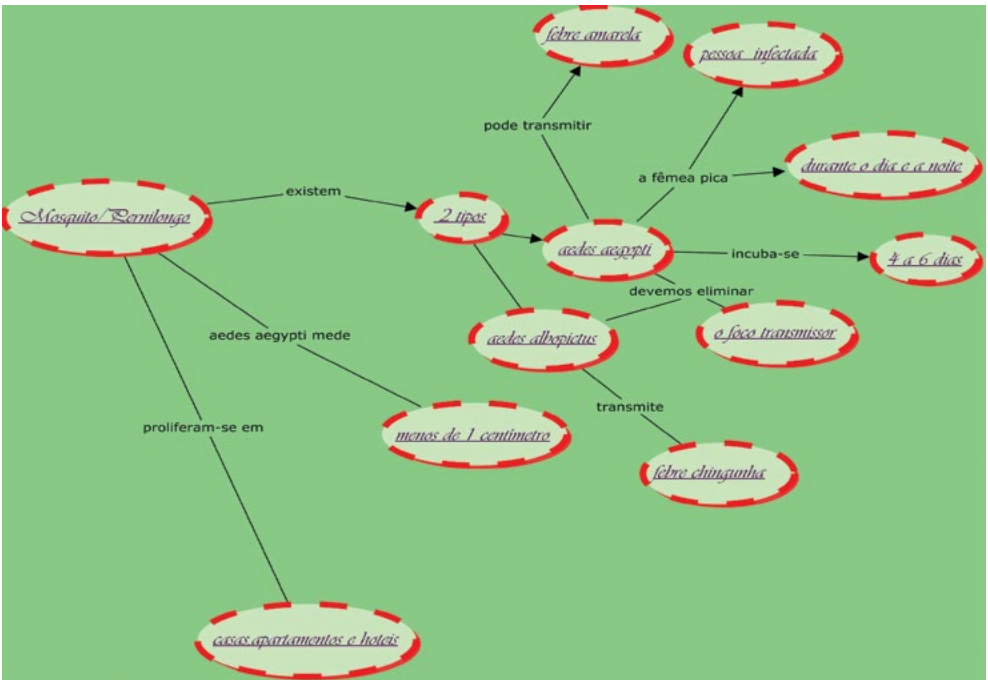 febre amarela
pessoa infectada
pode transmitir
durante o dia e a noite
a fêmea pica
existem
Mosquito/Pernilongo
2 tipos
aedes aegypti
incuba-se
4 a 6 dias
devemos eliminar
aedes albopictus
o foco transmissor
aedes aegypti mede
transmite
proliferam-se em
menos de 1 centímetro
febre chingunha
casas,apartamentos e hoteis